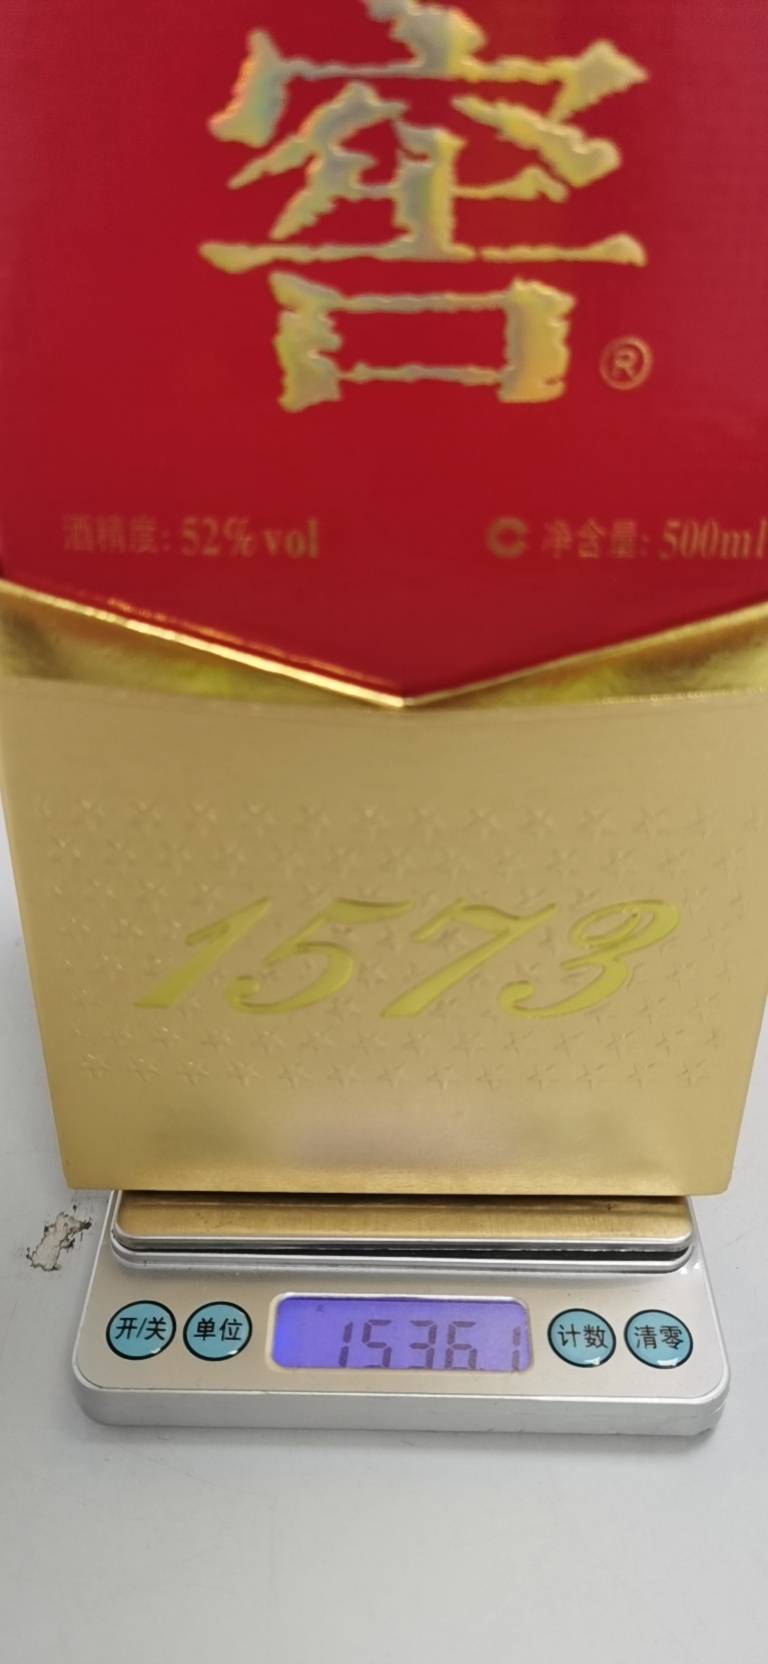 窖
®
酒精度: 52%vol
C 净含量: 500ml
1573
开/关
单位
1536.1
计数
清零